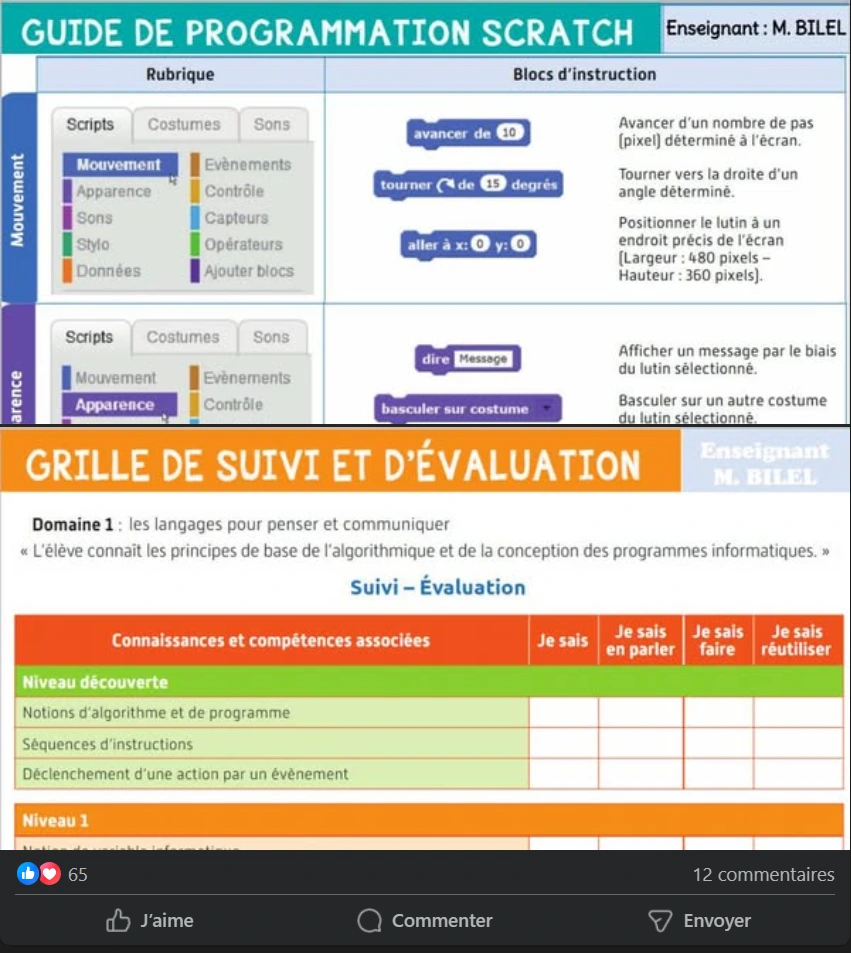 GUIDE DE PROGRAMMATION SCRATCH
Enseignant : M. BILEL
Rubrique
Blocs d'instruction
Mouvement
Scripts Costumes Sons
Mouvement Evènements
Apparence Contrôle
Sons Capteurs
Stylo Opérateurs
Données Ajouter blocs
avancer de 10
Avancer d'un nombre de pas
(pixel) déterminé à l'écran.
tourner de 15 degrés
Tourner vers la droite d'un
angle déterminé.
aller à x: 0 y: 0
Positionner le lutin à un
endroit précis de l'écran
(Largeur : 480 pixels –
Hauteur : 360 pixels).
arence
Scripts Costumes Sons
Mouvement Evènements
Apparence Contrôle
dire Message
Afficher un message par le biais
du lutin sélectionné.
basculer sur costume
Basculer sur un autre costume
du lutin sélectionné.
GRILLE DE SUIVI ET D'ÉVALUATION
Enseignant
M. BILEL
Domaine 1 : les langages pour penser et communiquer
« L'élève connaît les principes de base de l'algorithmique et de la conception des programmes informatiques. »
Suivi – Évaluation
Connaissances et compétences associées
Je sais
Je sais
en parler
Je sais
faire
Je sais
réutiliser
Niveau découverte
Notions d'algorithme et de programme
Séquences d'instructions
Déclenchement d'une action par un évènement
Niveau 1
Notion de variable informatique
65
12 commentaires
J'aime
Commenter
Envoyer